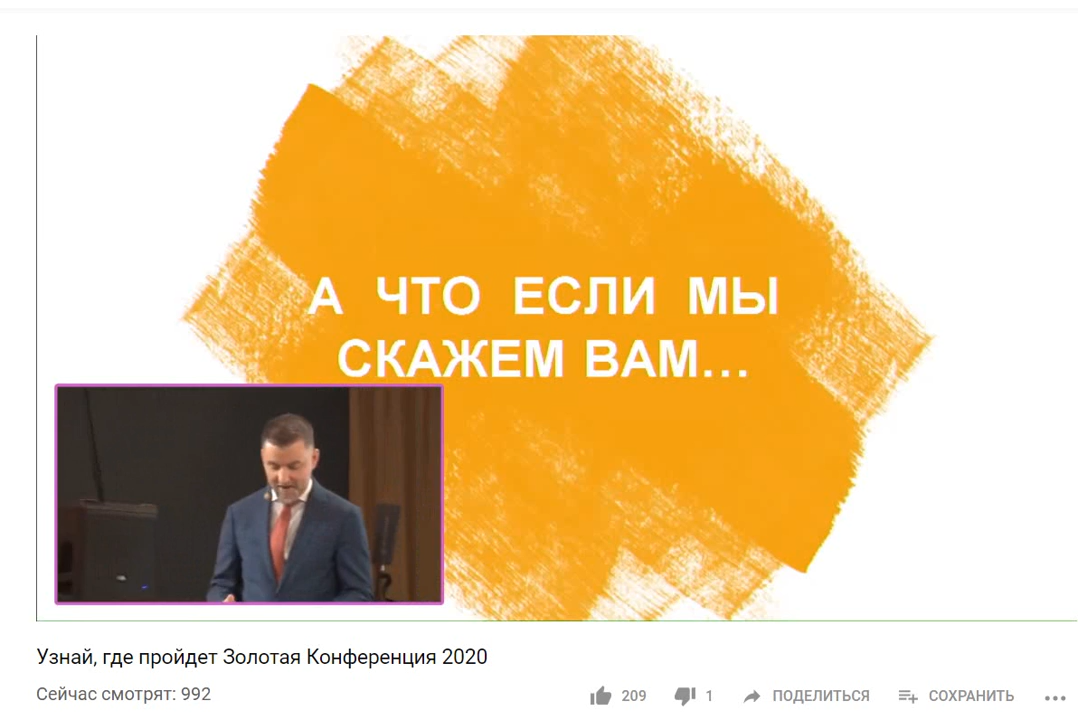 А ЧТО ЕСЛИ МЫ
СКАЖЕМ ВАМ...
Узнай, где пройдет Золотая Конференция 2020
Сейчас смотрят: 992
209 1 ПОДЕЛИТЬСЯ СОХРАНИТЬ